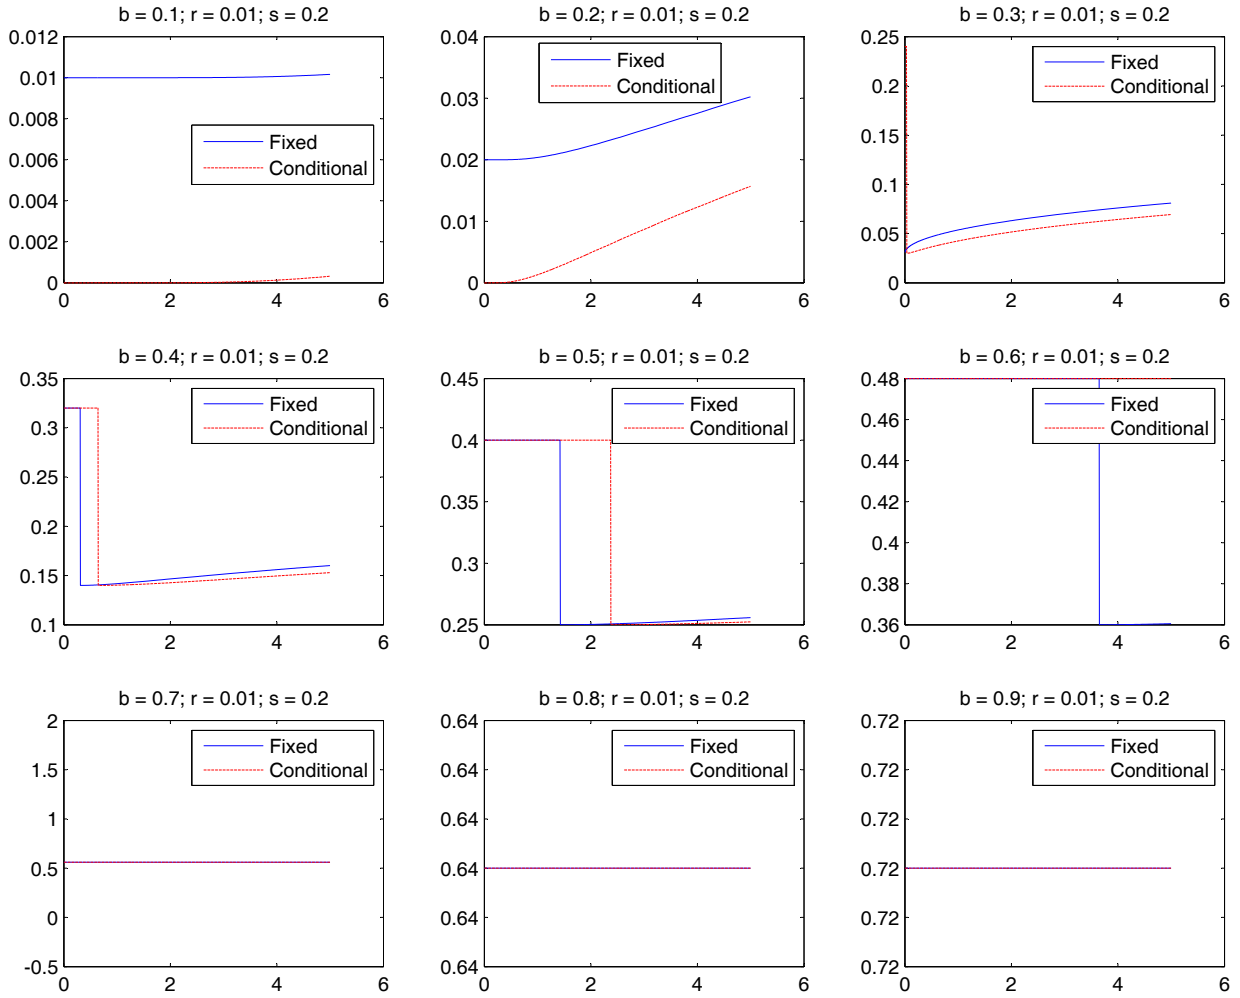 b = 0.1; r = 0.01; s = 0.2
0.012
0.01
0.008
0.006
0.004
0.002
0
0 2 4 6
Fixed
Conditional
b = 0.2; r = 0.01; s = 0.2
0.04
0.03
0.02
0.01
0
0 2 4 6
Fixed
Conditional
b = 0.3; r = 0.01; s = 0.2
0.25
0.2
0.15
0.1
0.05
0
0 2 4 6
Fixed
Conditional
b = 0.4; r = 0.01; s = 0.2
0.35
0.3
0.25
0.2
0.15
0.1
0 2 4 6
Fixed
Conditional
b = 0.5; r = 0.01; s = 0.2
0.45
0.4
0.35
0.3
0.25
0 2 4 6
Fixed
Conditional
b = 0.6; r = 0.01; s = 0.2
0.48
0.46
0.44
0.42
0.4
0.38
0.36
0 2 4 6
Fixed
Conditional
b = 0.7; r = 0.01; s = 0.2
2
1.5
1
0.5
0
-0.5
0 2 4 6
Fixed
Conditional
b = 0.8; r = 0.01; s = 0.2
0.64
0.64
0.64
0.64
0.64
0.64
0 2 4 6
Fixed
Conditional
b = 0.9; r = 0.01; s = 0.2
0.72
0.72
0.72
0.72
0.72
0.72
0 2 4 6
Fixed
Conditional